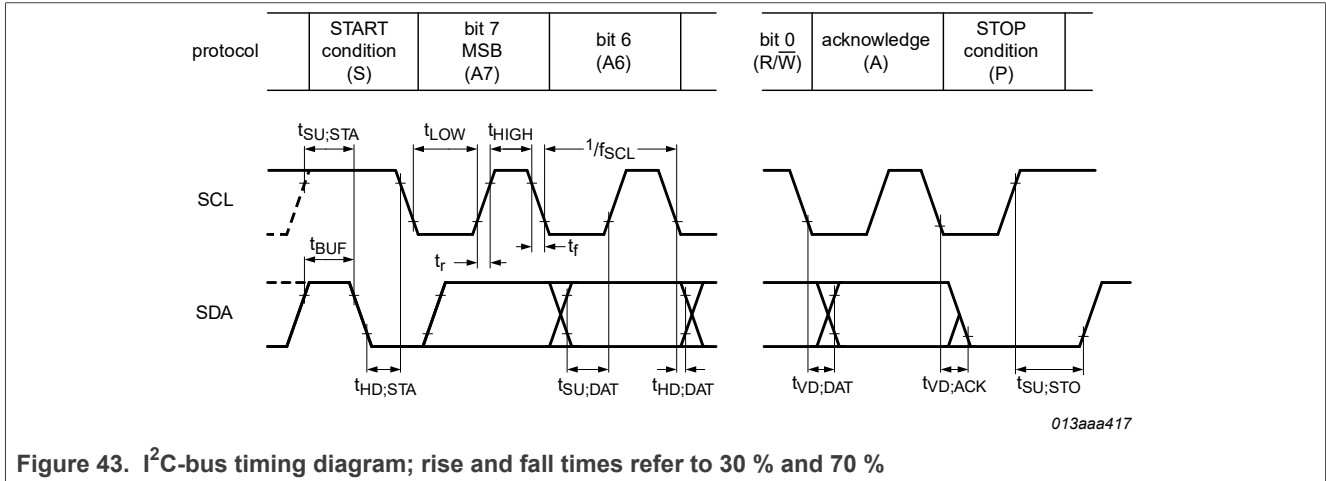 protocol
START condition (S)
bit 7 MSB (A7)
bit 6 (A6)
bit 0 (R/W̅)
acknowledge (A)
STOP condition (P)
tSU;STA
tLOW
tHIGH
1/fSCL
SCL
tBUF
tr
tf
SDA
tHD;STA
tSU;DAT
tHD;DAT
tVD;DAT
tVD;ACK
tSU;STO
013aaa417
Figure 43. I²C-bus timing diagram; rise and fall times refer to 30 % and 70 %